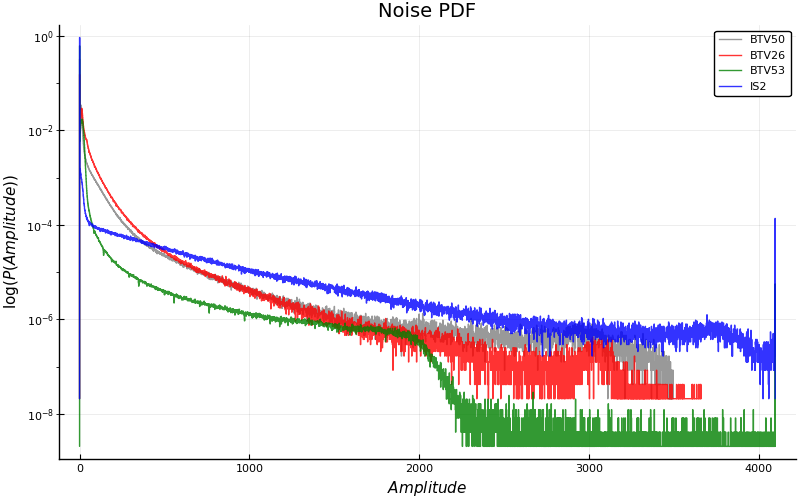 Noise PDF
BTV50
BTV26
BTV53
IS2
log(P(Amplitude))
10⁰
10⁻²
10⁻⁴
10⁻⁶
10⁻⁸
0 1000 2000 3000 4000
Amplitude